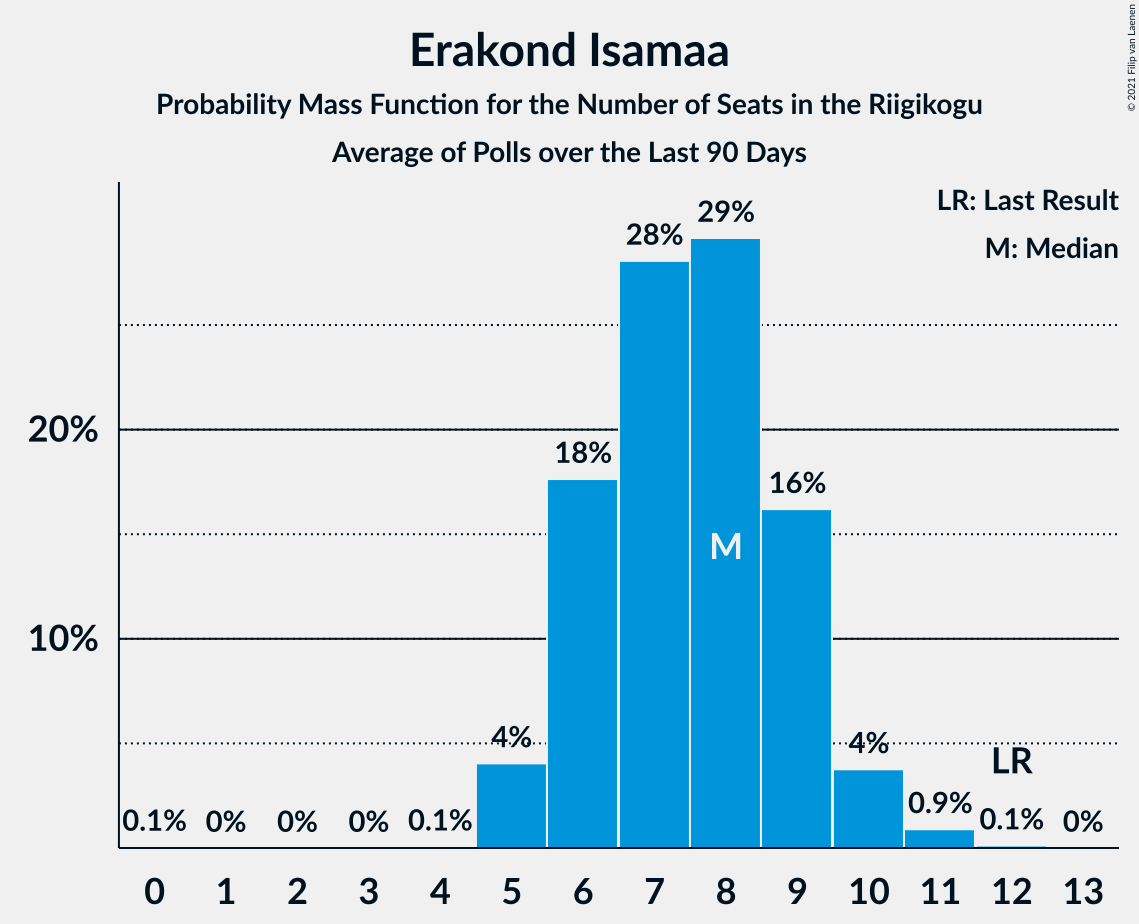 Erakond Isamaa
Probability Mass Function for the Number of Seats in the Riigikogu
Average of Polls over the Last 90 Days
© 2021 Filip van Laenen
LR: Last Result
M: Median
29%
28%
20%
18%
16%
M
10%
4%
4%
LR
0.1% 0% 0% 0% 0.1% 0.9% 0.1% 0%
0 1 2 3 4 5 6 7 8 9 10 11 12 13